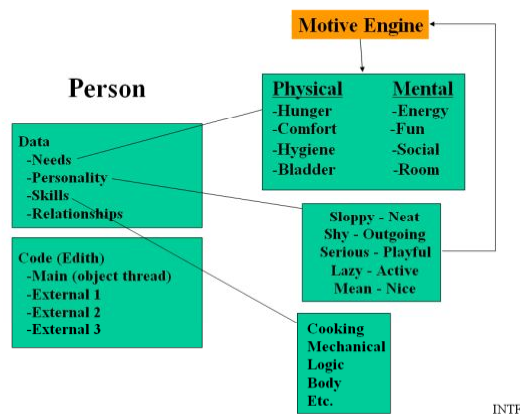 Motive Engine
Person
Physical Mental
-Hunger -Energy
-Comfort -Fun
-Hygiene -Social
-Bladder -Room
Data
-Needs
-Personality
-Skills
-Relationships
Code (Edith)
-Main (object thread)
-External 1
-External 2
-External 3
Sloppy - Neat
Shy - Outgoing
Serious - Playful
Lazy - Active
Mean - Nice
Cooking
Mechanical
Logic
Body
Etc.